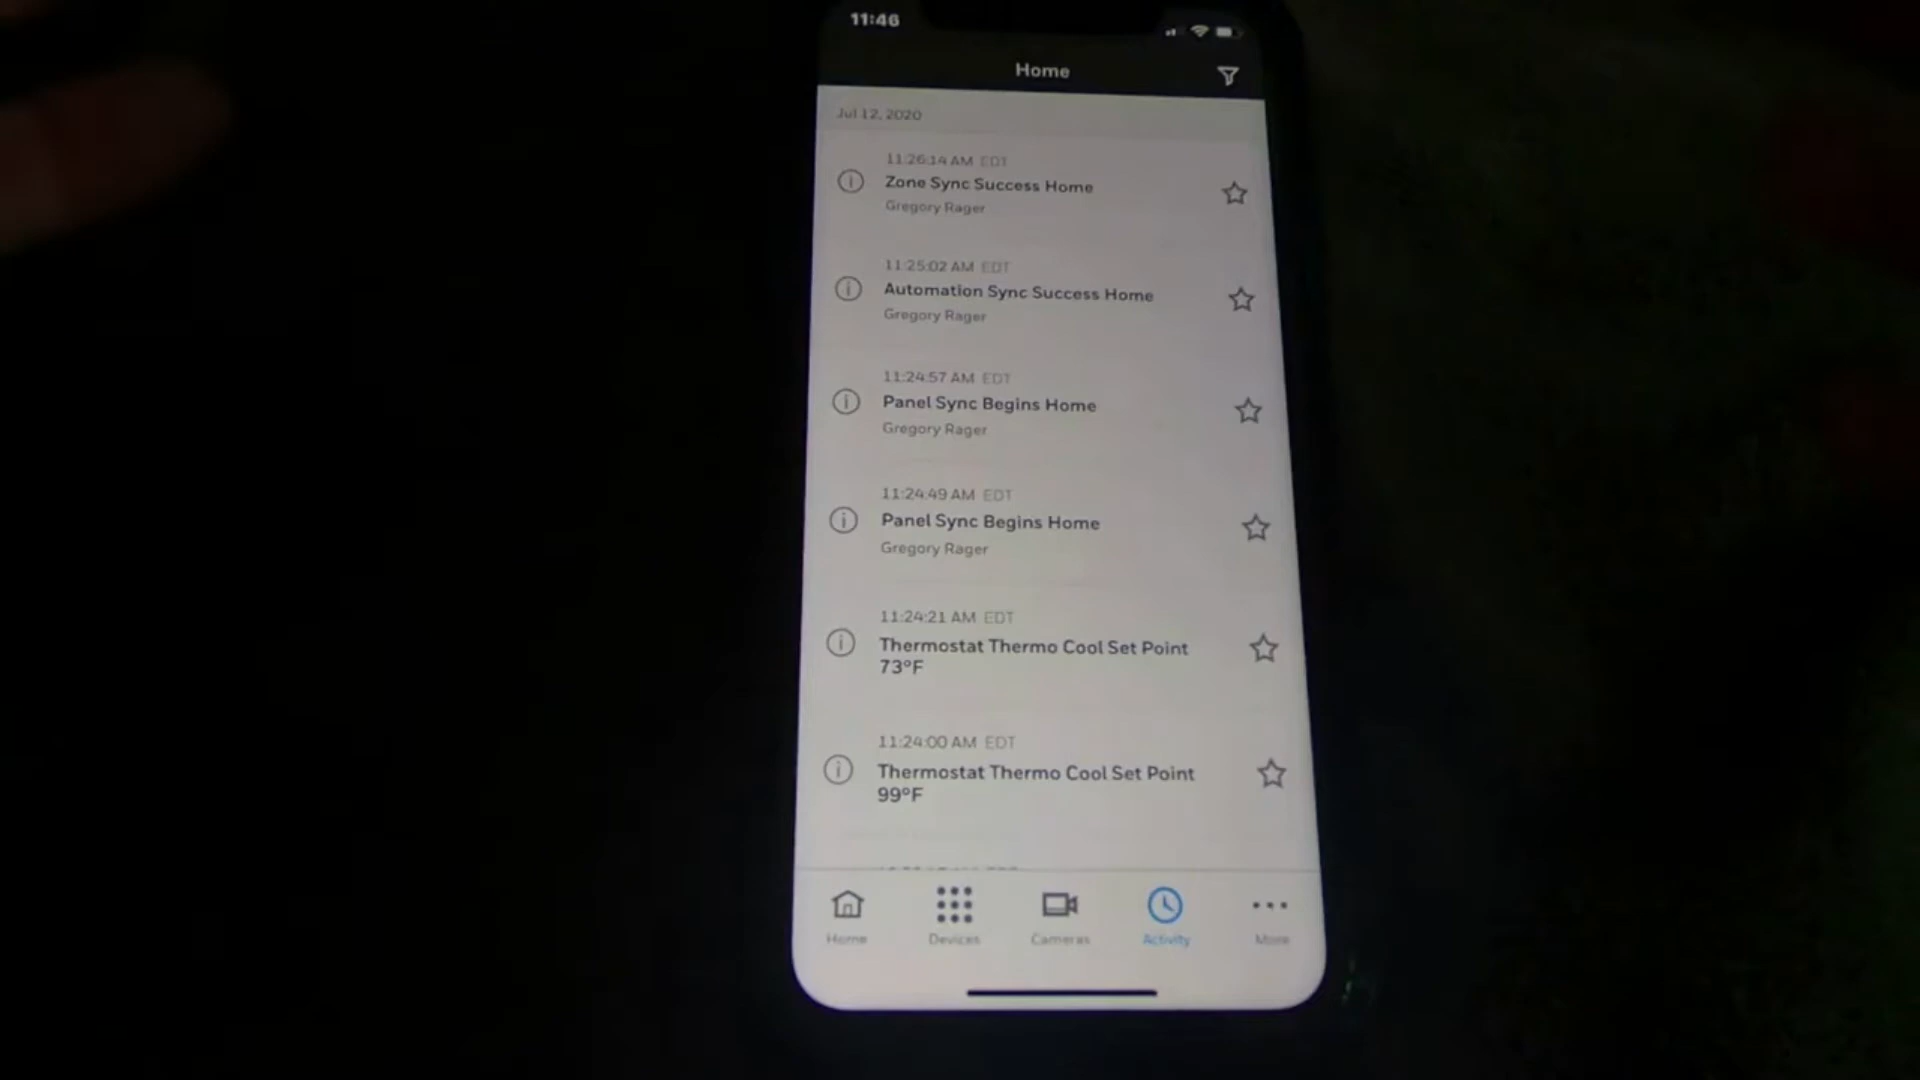 11:46
Home
Jul 12, 2020
11:26:14 AM EDT
Zone Sync Success Home
Gregory Rager
11:25:02 AM EDT
Automation Sync Success Home
Gregory Rager
11:24:57 AM EDT
Panel Sync Begins Home
Gregory Rager
11:24:49 AM EDT
Panel Sync Begins Home
Gregory Rager
11:24:21 AM EDT
Thermostat Thermo Cool Set Point
73°F
11:24:00 AM EDT
Thermostat Thermo Cool Set Point
99°F
Home Devices Cameras Activity More